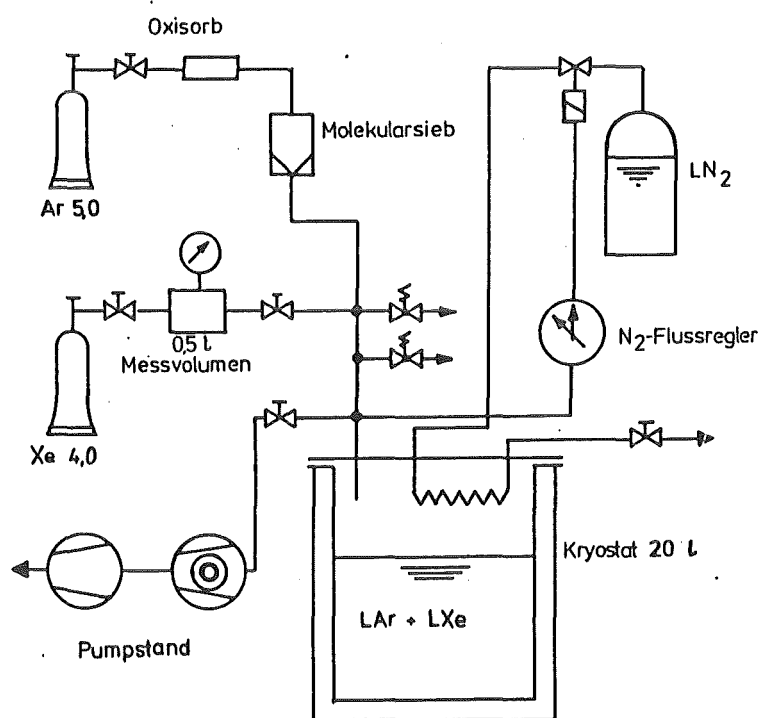 Oxisorb
Molekularsieb
Ar 5,0
LN2
0,5 l
Messvolumen
N2-Flussregler
Xe 4,0
Kryostat 20 l
LAr + LXe
Pumpstand